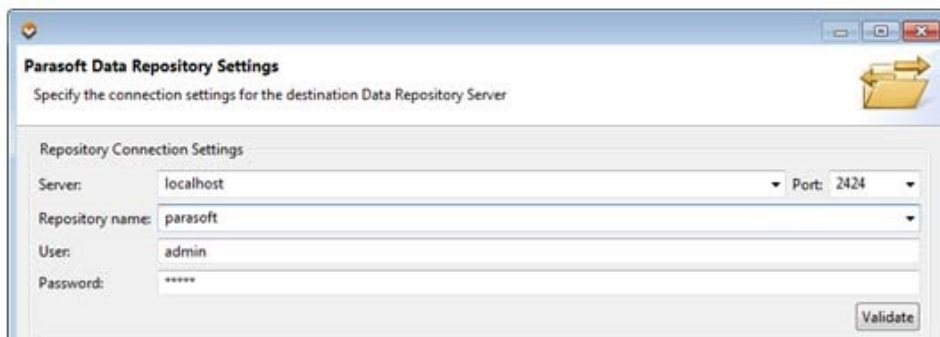 Parasoft Data Repository Settings
Specify the connection settings for the destination Data Repository Server
Repository Connection Settings
Server: localhost Port: 2424
Repository name: parasoft
User: admin
Password: *****
Validate